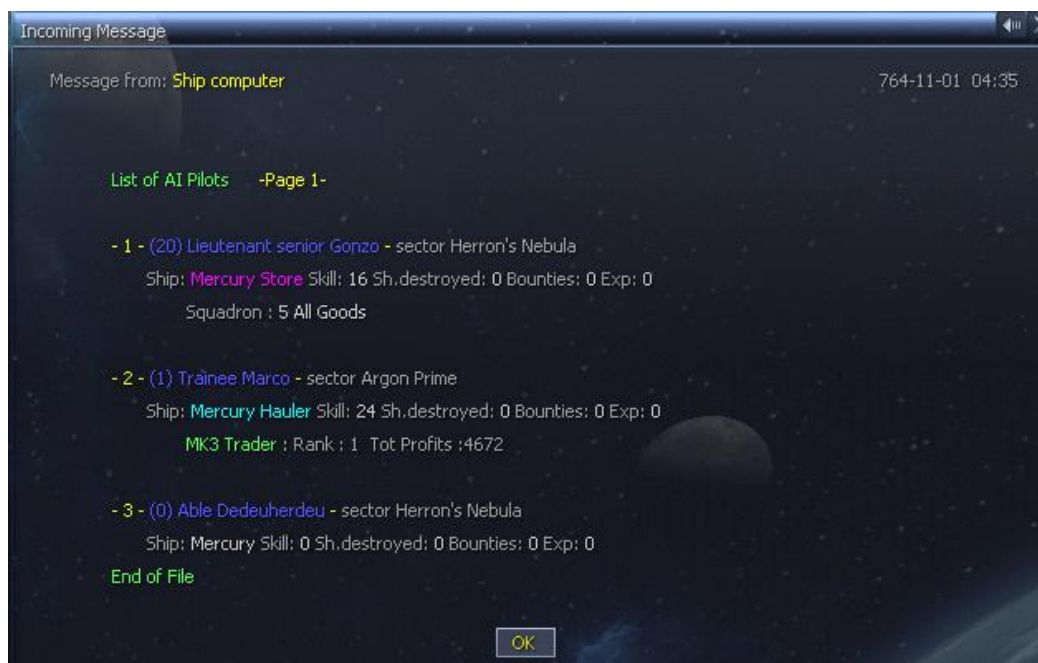 Incoming Message
Message from: Ship computer 764-11-01 04:35
List of AI Pilots -Page 1-
- 1 - (20) Lieutenant senior Gonzo - sector Herron's Nebula
Ship: Mercury Store Skill: 16 Sh.destroyed: 0 Bounties: 0 Exp: 0
Squadron : 5 All Goods
- 2 - (1) Trainee Marco - sector Argon Prime
Ship: Mercury Hauler Skill: 24 Sh.destroyed: 0 Bounties: 0 Exp: 0
MK3 Trader : Rank : 1 Tot Profits :4672
- 3 - (0) Able Dedeuherdeu - sector Herron's Nebula
Ship: Mercury Skill: 0 Sh.destroyed: 0 Bounties: 0 Exp: 0
End of File
OK